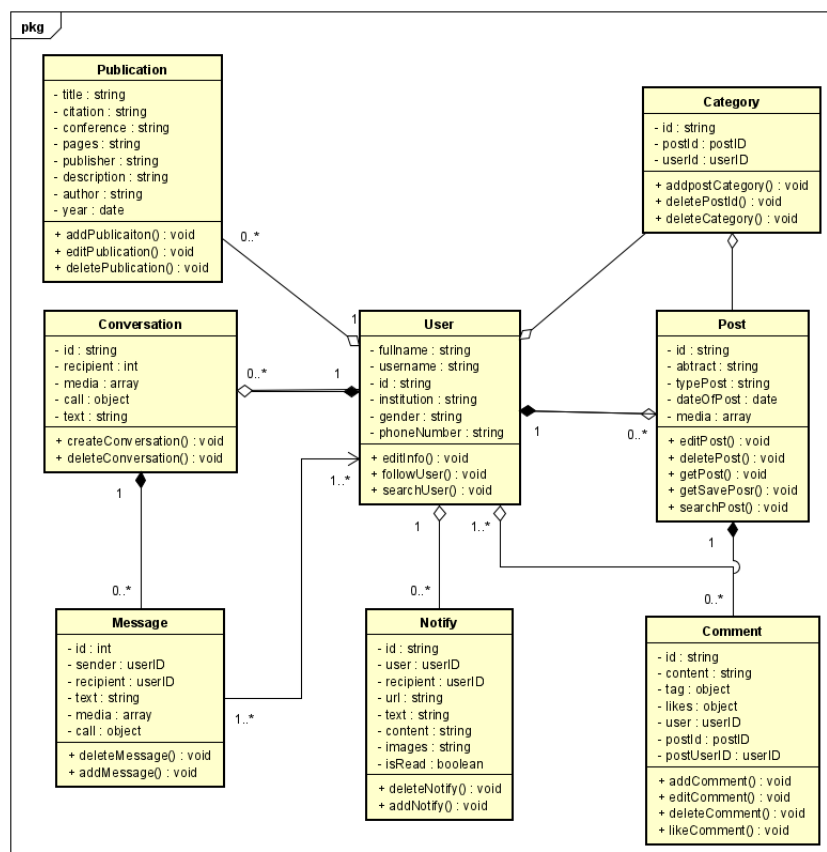 pkg
Publication
- title : string
- citation : string
- conference : string
- pages : string
- publisher : string
- description : string
- author : string
- year : date
+ addPublicaiton() : void
+ editPublication() : void
+ deletePublication() : void
0..*
Category
- id : string
- postId : postID
- userId : userID
+ addpostCategory() : void
+ deletePostId() : void
+ deleteCategory() : void
Conversation
- id : string
- recipient : int
- media : array
- call : object
- text : string
+ createConversation() : void
+ deleteConversation() : void
0..*
1
1
User
- fullname : string
- username : string
- id : string
- institution : string
- gender : string
- phoneNumber : string
+ editInfo() : void
+ followUser() : void
+ searchUser() : void
1
0..*
Post
- id : string
- abtract : string
- typePost : string
- dateOfPost : date
- media : array
+ editPost() : void
+ deletePost() : void
+ getPost() : void
+ getSavePosr() : void
+ searchPost() : void
1
1..*
1
1..*
1
0..*
0..*
0..*
Message
- id : int
- sender : userID
- recipient : userID
- text : string
- media : array
- call : object
+ deleteMessage() : void
+ addMessage() : void
1..*
Notify
- id : string
- user : userID
- recipient : userID
- url : string
- text : string
- content : string
- images : string
- isRead : boolean
+ deleteNotify() : void
+ addNotify() : void
Comment
- id : string
- content : string
- tag : object
- likes : object
- user : userID
- postId : postID
- postUserID : userID
+ addComment() : void
+ editComment() : void
+ deleteComment() : void
+ likeComment() : void